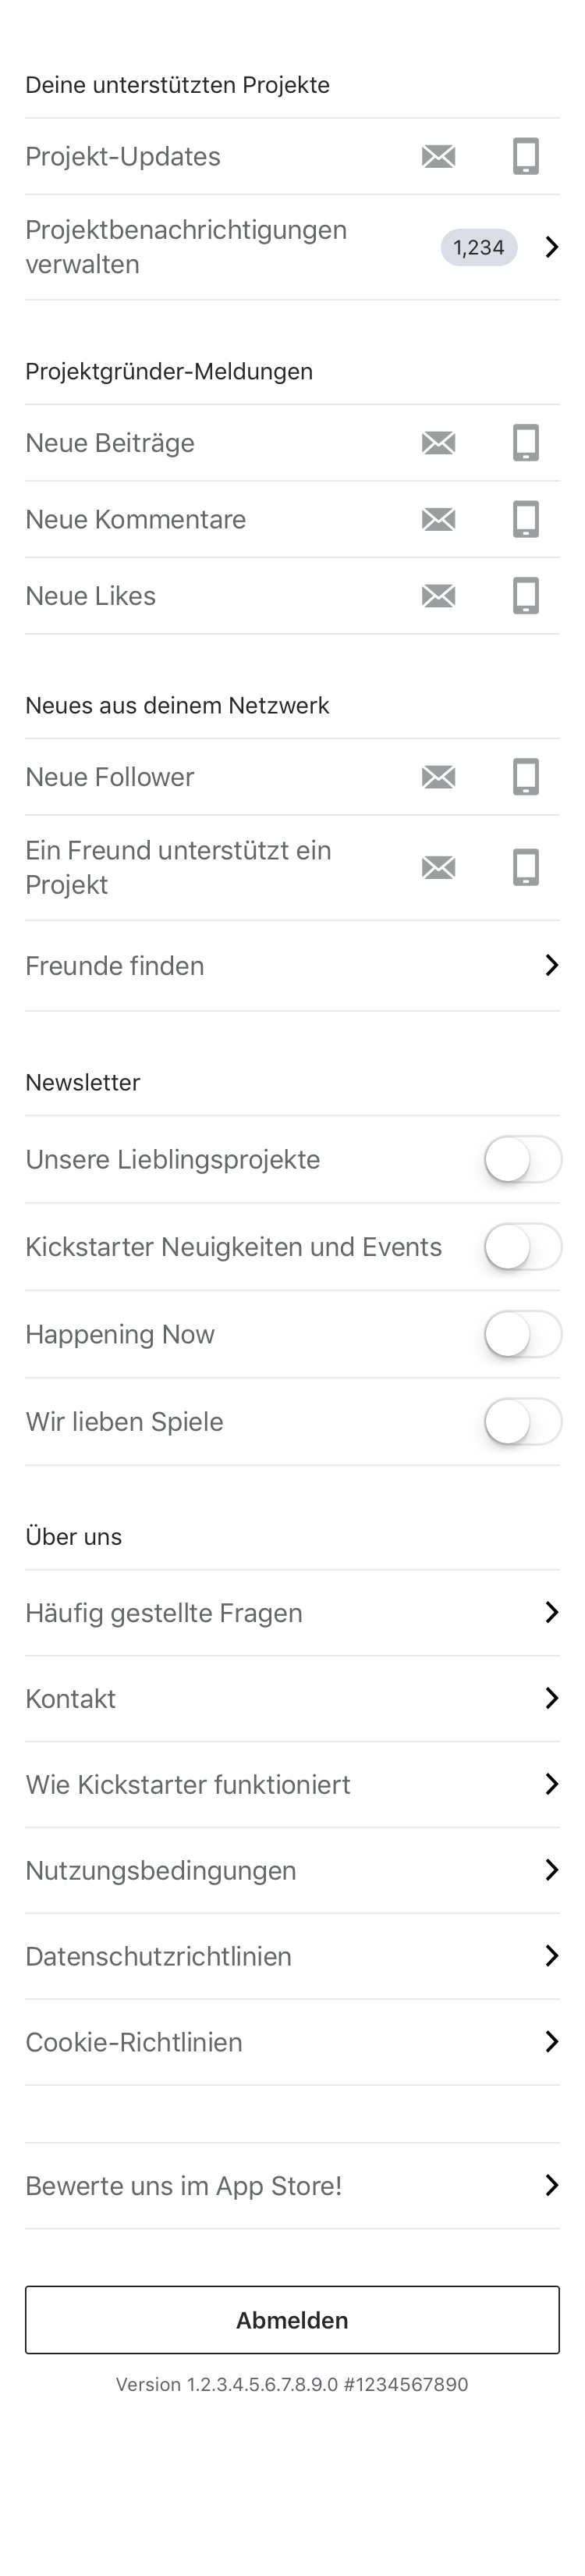 Deine unterstützten Projekte
Projekt-Updates
Projektbenachrichtigungen
verwalten
1,234
Projektgründer-Meldungen
Neue Beiträge
Neue Kommentare
Neue Likes
Neues aus deinem Netzwerk
Neue Follower
Ein Freund unterstützt ein
Projekt
Freunde finden
Newsletter
Unsere Lieblingsprojekte
Kickstarter Neuigkeiten und Events
Happening Now
Wir lieben Spiele
Über uns
Häufig gestellte Fragen
Kontakt
Wie Kickstarter funktioniert
Nutzungsbedingungen
Datenschutzrichtlinien
Cookie-Richtlinien
Bewerte uns im App Store!
Abmelden
Version 1.2.3.4.5.6.7.8.9.0 #1234567890